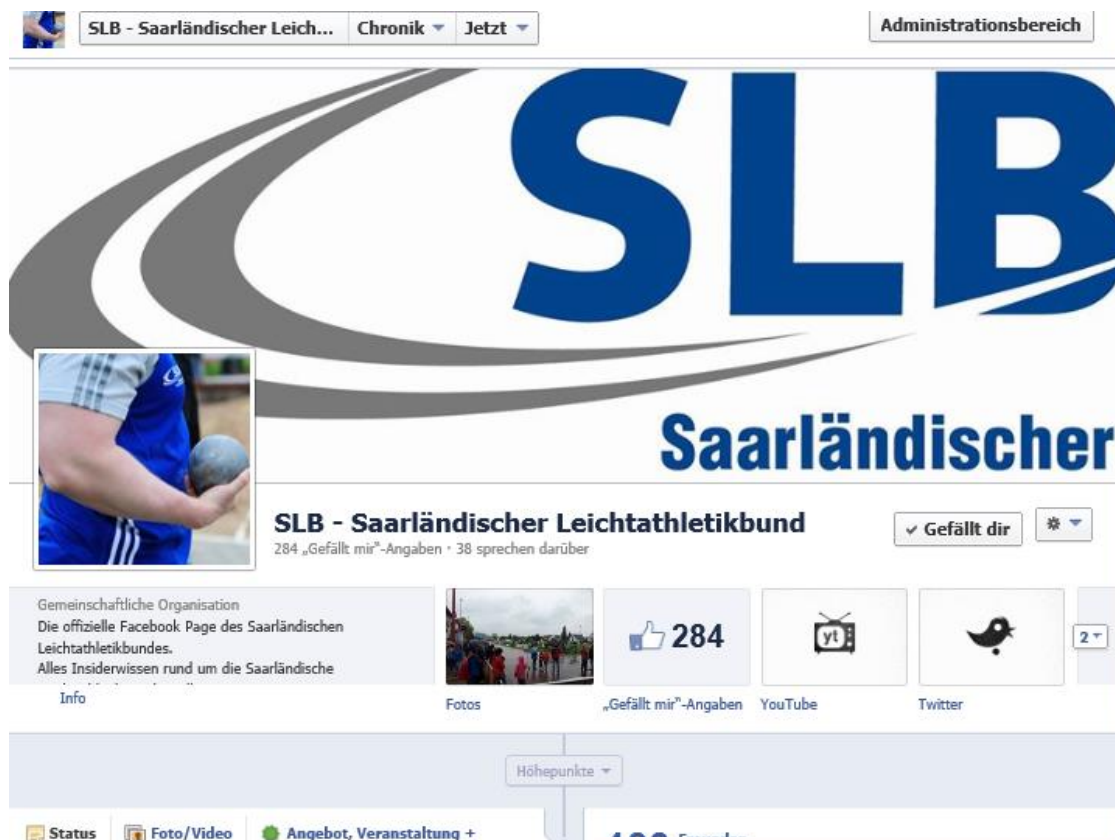 SLB - Saarländischer Leich... Chronik Jetzt Administrationsbereich
SLB
Saarländischer
SLB - Saarländischer Leichtathletikbund
284 „Gefällt mir"-Angaben · 38 sprechen darüber
Gefällt dir
Gemeinschaftliche Organisation
Die offizielle Facebook Page des Saarländischen
Leichtathletikbundes.
Alles Insiderwissen rund um die Saarländische
Info
284
yt
2
Fotos
„Gefällt mir"-Angaben
YouTube
Twitter
Höhepunkte
Status Foto/Video Angebot, Veranstaltung +